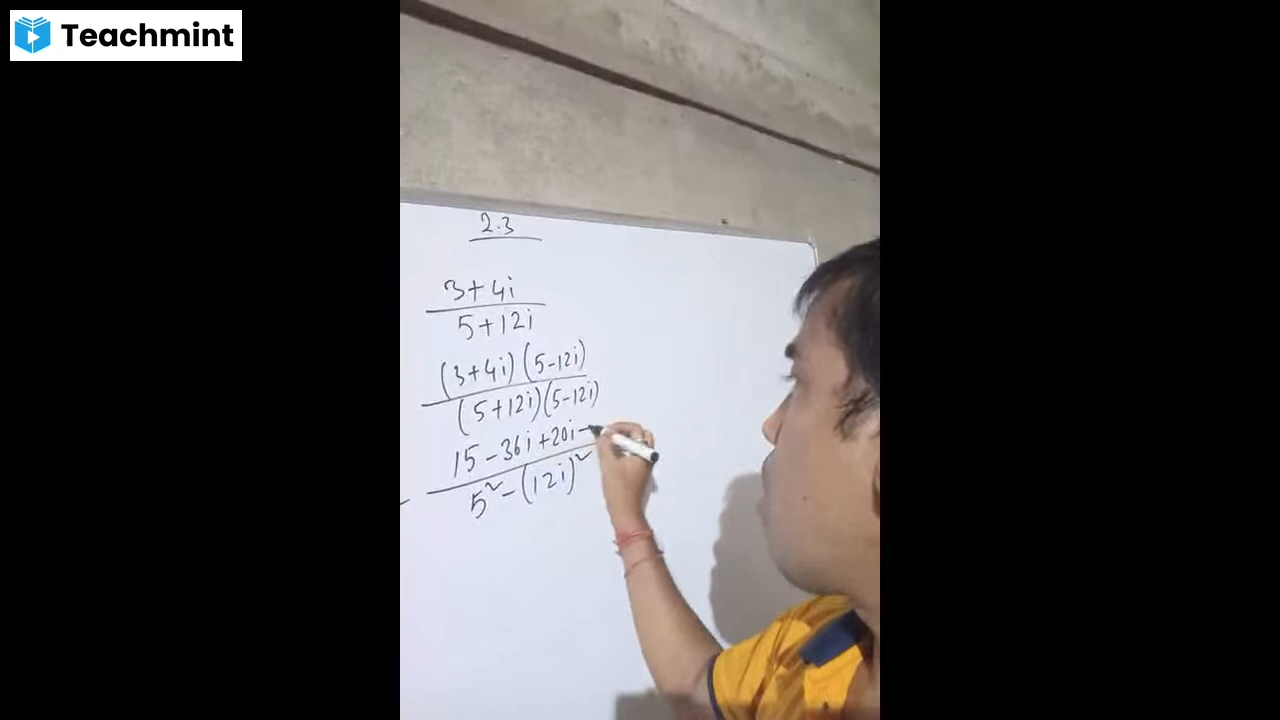 Teachmint
2.3
3+4i
5+12i
(3+4i)(5-12i)
(5+12i)(5-12i)
15-36i+20i-
5²-(12i)²